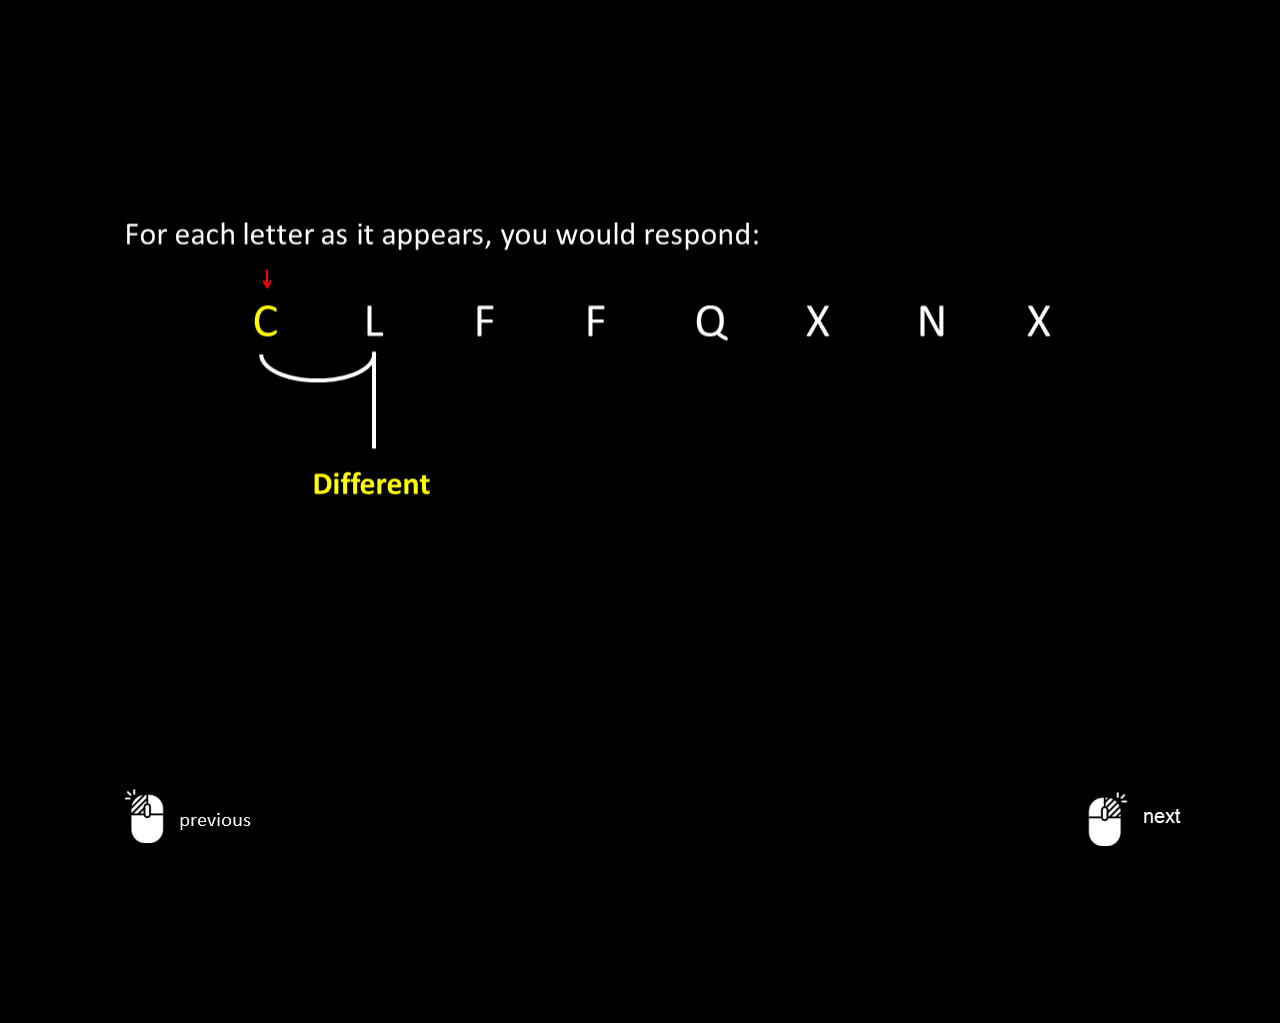 For each letter as it appears, you would respond:
C L F F Q X N X
Different
previous
next